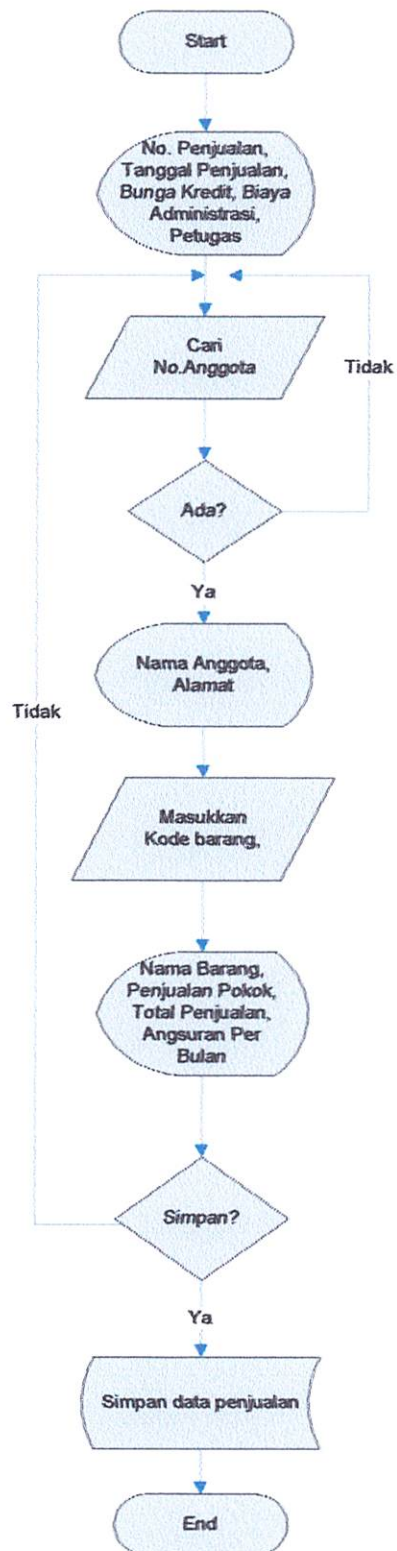 Start
No. Penjualan,
Tanggal Penjualan,
Bunga Kredit, Biaya
Administrasi,
Petugas
Cari
No.Anggota
Tidak
Ada?
Ya
Nama Anggota,
Alamat
Tidak
Masukkan
Kode barang,
Nama Barang,
Penjualan Pokok,
Total Penjualan,
Angsuran Per
Bulan
Simpan?
Ya
Simpan data penjualan
End